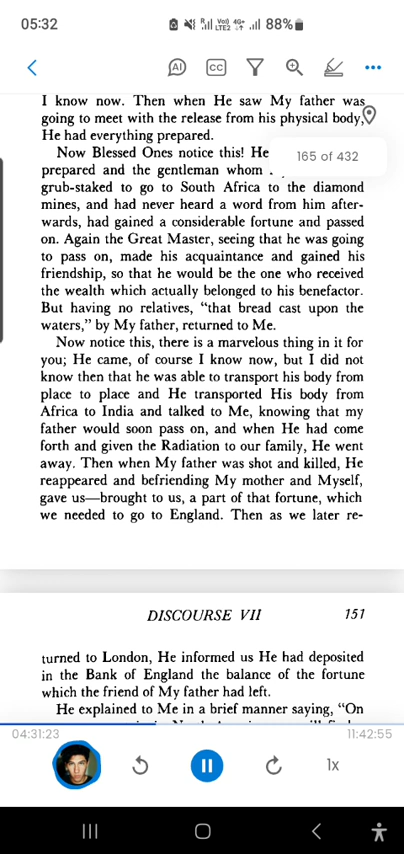 05:32
88%
AI
CC
I know now. Then when He saw My father was
going to meet with the release from his physical body,
He had everything prepared.
Now Blessed Ones notice this! He
165 of 432
prepared and the gentleman whom
grub-staked to go to South Africa to the diamond
mines, and had never heard a word from him after-
wards, had gained a considerable fortune and passed
on. Again the Great Master, seeing that he was going
to pass on, made his acquaintance and gained his
friendship, so that he would be the one who received
the wealth which actually belonged to his benefactor.
But having no relatives, “that bread cast upon the
waters,” by My father, returned to Me.
Now notice this, there is a marvelous thing in it for
you; He came, of course I know now, but I did not
know then that he was able to transport his body from
place to place and He transported His body from
Africa to India and talked to Me, knowing that my
father would soon pass on, and when He had come
forth and given the Radiation to our family, He went
away. Then when My father was shot and killed, He
reappeared and befriending My mother and Myself,
gave us—brought to us, a part of that fortune, which
we needed to go to England. Then as we later re-
DISCOURSE VII 151
turned to London, He informed us He had deposited
in the Bank of England the balance of the fortune
which the friend of My father had left.
He explained to Me in a brief manner saying, “On
04:31:23
11:42:55
1x